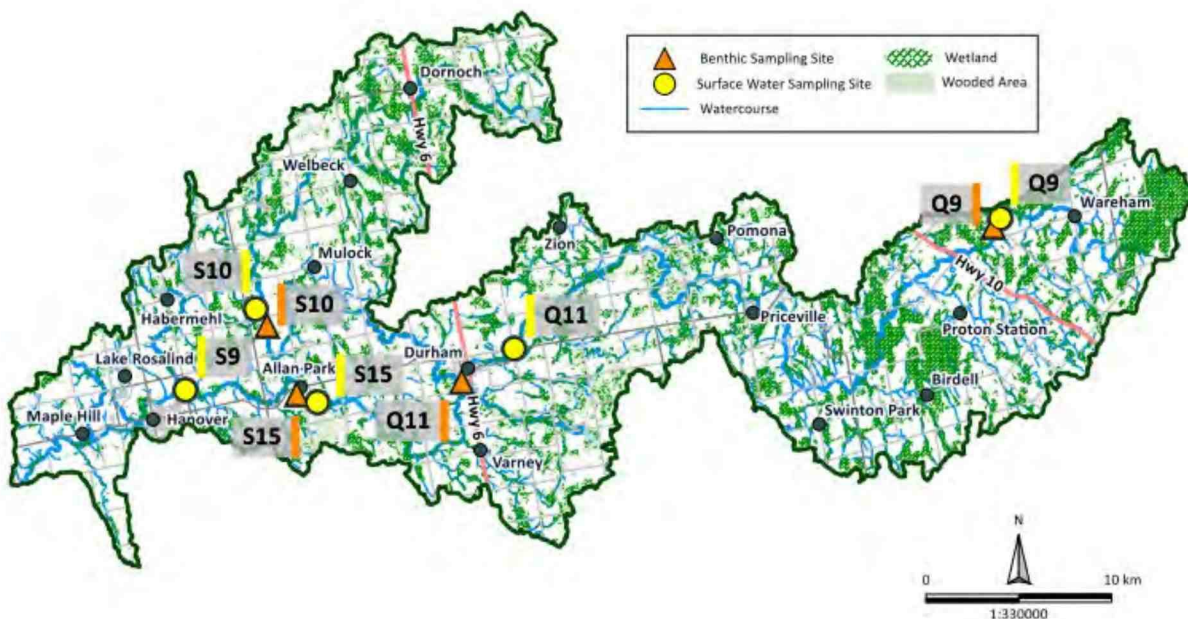 Benthic Sampling Site
Wetland
Surface Water Sampling Site
Wooded Area
Watercourse
Dornoch
Hwy 6
Welbeck
Q9
Q9
Wareham
Zion
Pomona
Mulock
S10
S10
Hwy 10
Habermehl
Q11
Priceville
Proton Station
Lake Rosalind
S9
Allan Park
S15
Durham
Birdell
Maple Hill
Hanover
Q11
Hwy 6
Swinton Park
S15
Varney
N
0
10 km
1:330000